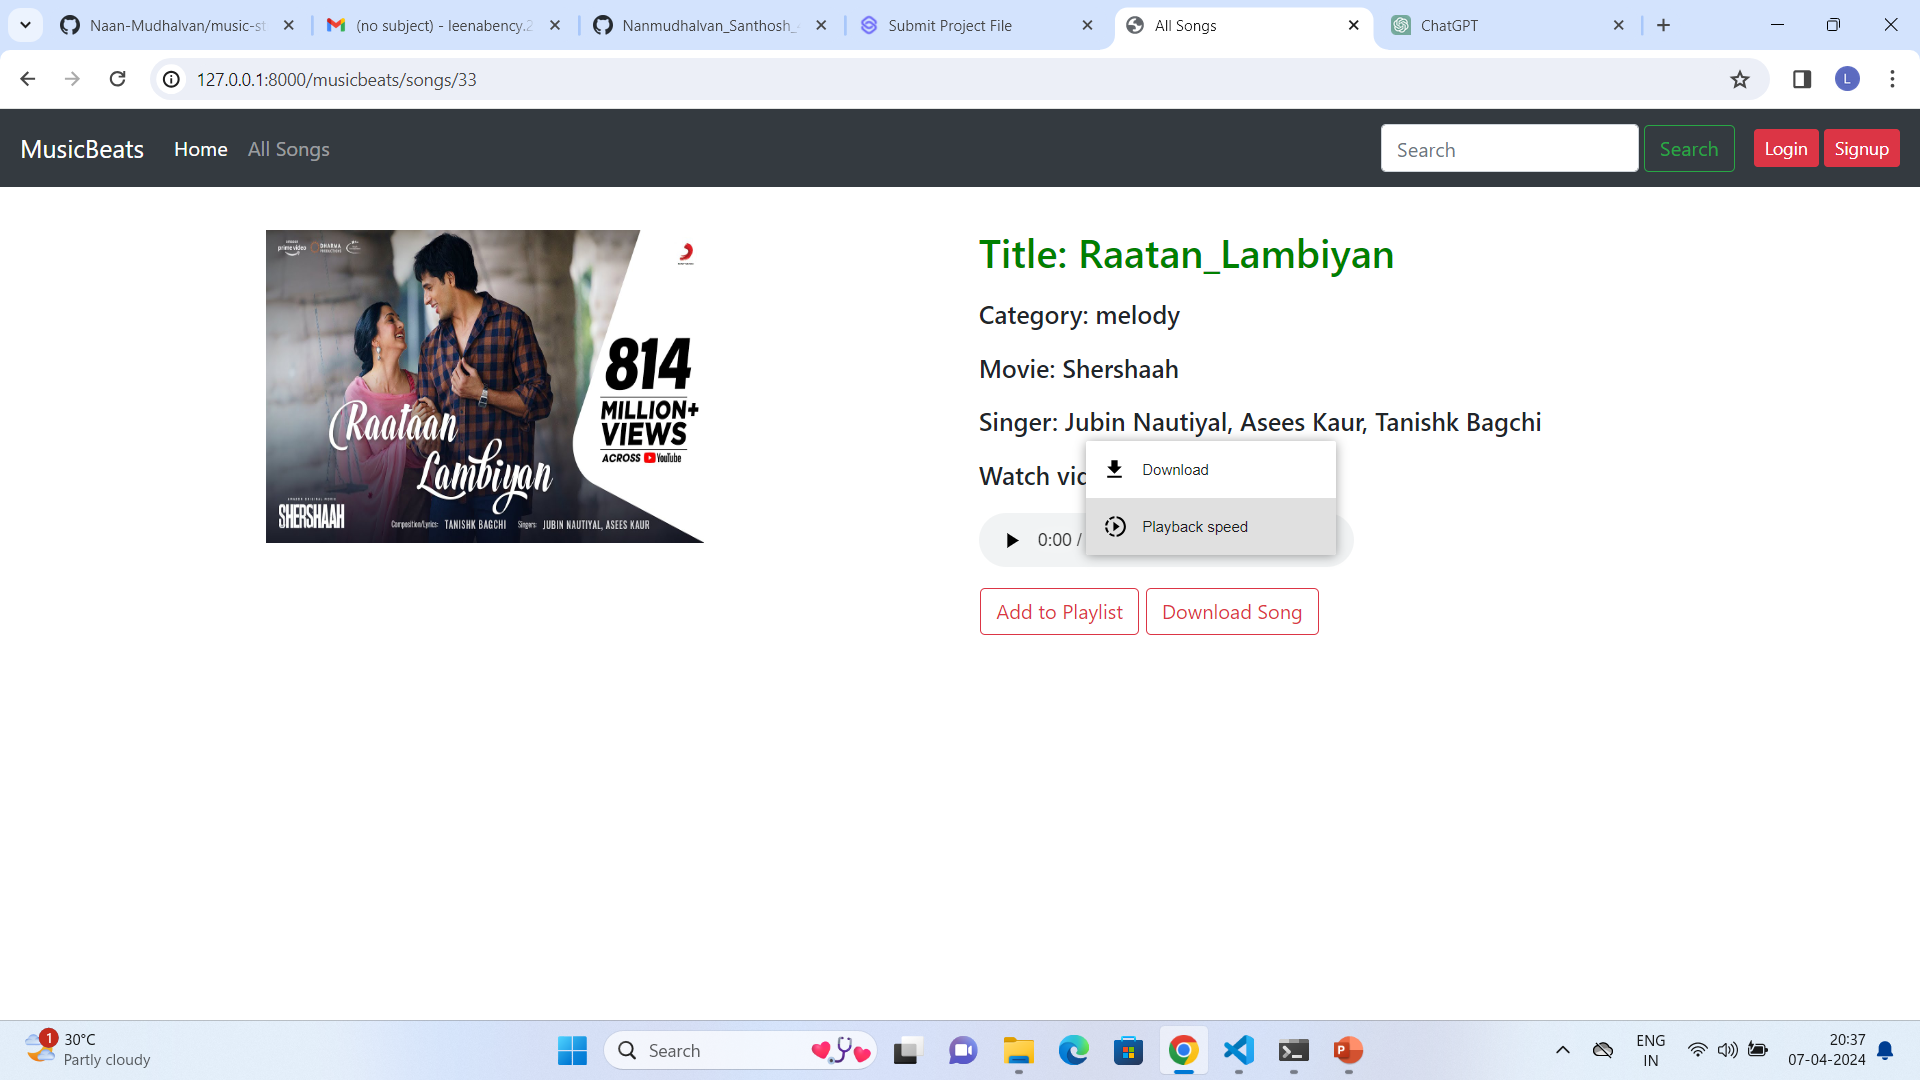 Naan-Mudhalvan/music-st
(no subject) - leenabency.2
Nanmudhalvan_Santhosh_
Submit Project File
All Songs
ChatGPT
127.0.0.1:8000/musicbeats/songs/33
L
MusicBeats
Home
All Songs
Search
Search
Login
Signup
prime video
DHARMA
814
MILLION+
VIEWS
ACROSS YouTube
Raataan
Lambiyan
SHERSHAAH
Composition/Lyrics: TANISHK BAGCHI Singers: JUBIN NAUTIYAL, ASEES KAUR
Title: Raatan_Lambiyan
Category: melody
Movie: Shershaah
Singer: Jubin Nautiyal, Asees Kaur, Tanishk Bagchi
Watch vid
Download
Playback speed
0:00 /
Add to Playlist
Download Song
1
30°C
Partly cloudy
Search
ENG
IN
20:37
07-04-2024